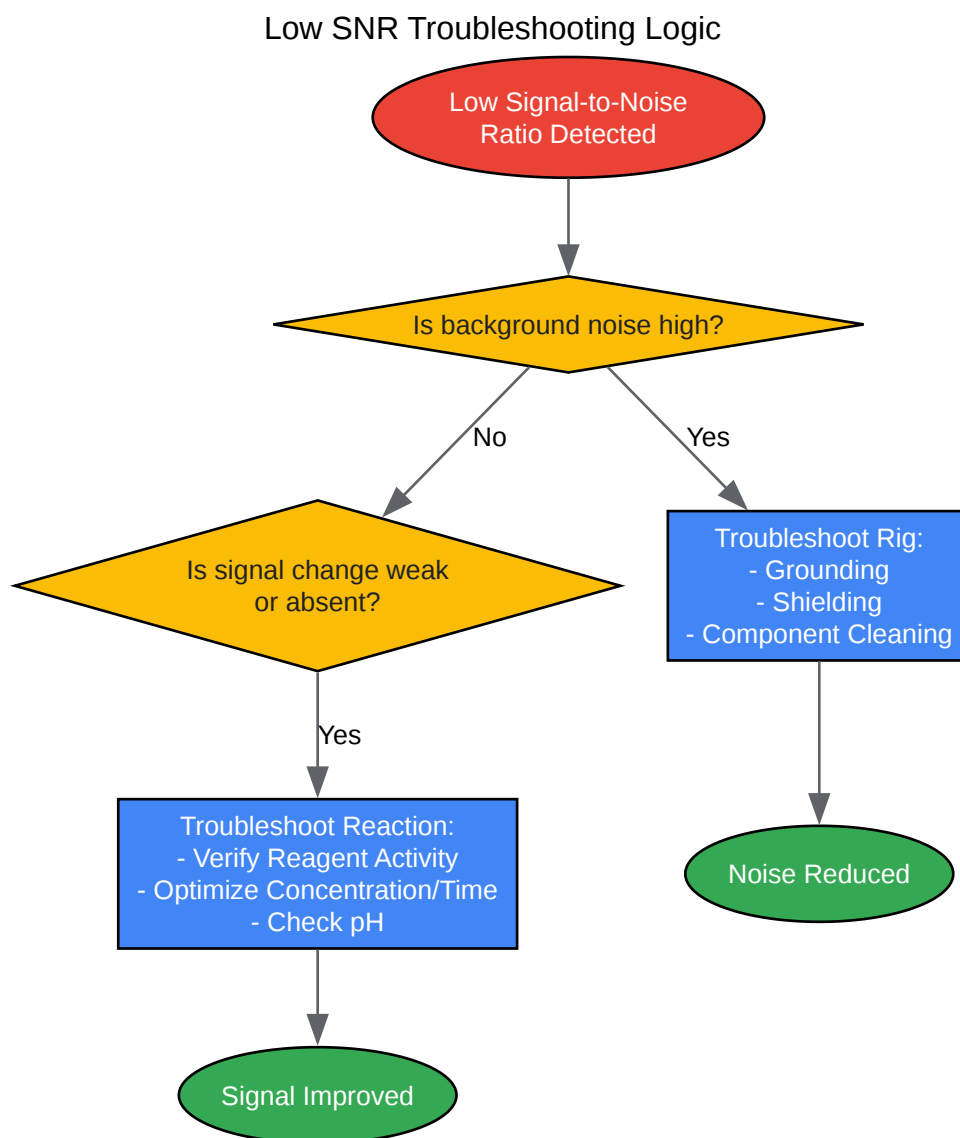 Low SNR Troubleshooting Logic
Low Signal-to-Noise
Ratio Detected
Is background noise high?
No
Yes
Is signal change weak
or absent?
Troubleshoot Rig:
- Grounding
- Shielding
- Component Cleaning
Yes
Troubleshoot Reaction:
- Verify Reagent Activity
- Optimize Concentration/Time
- Check pH
Noise Reduced
Signal Improved